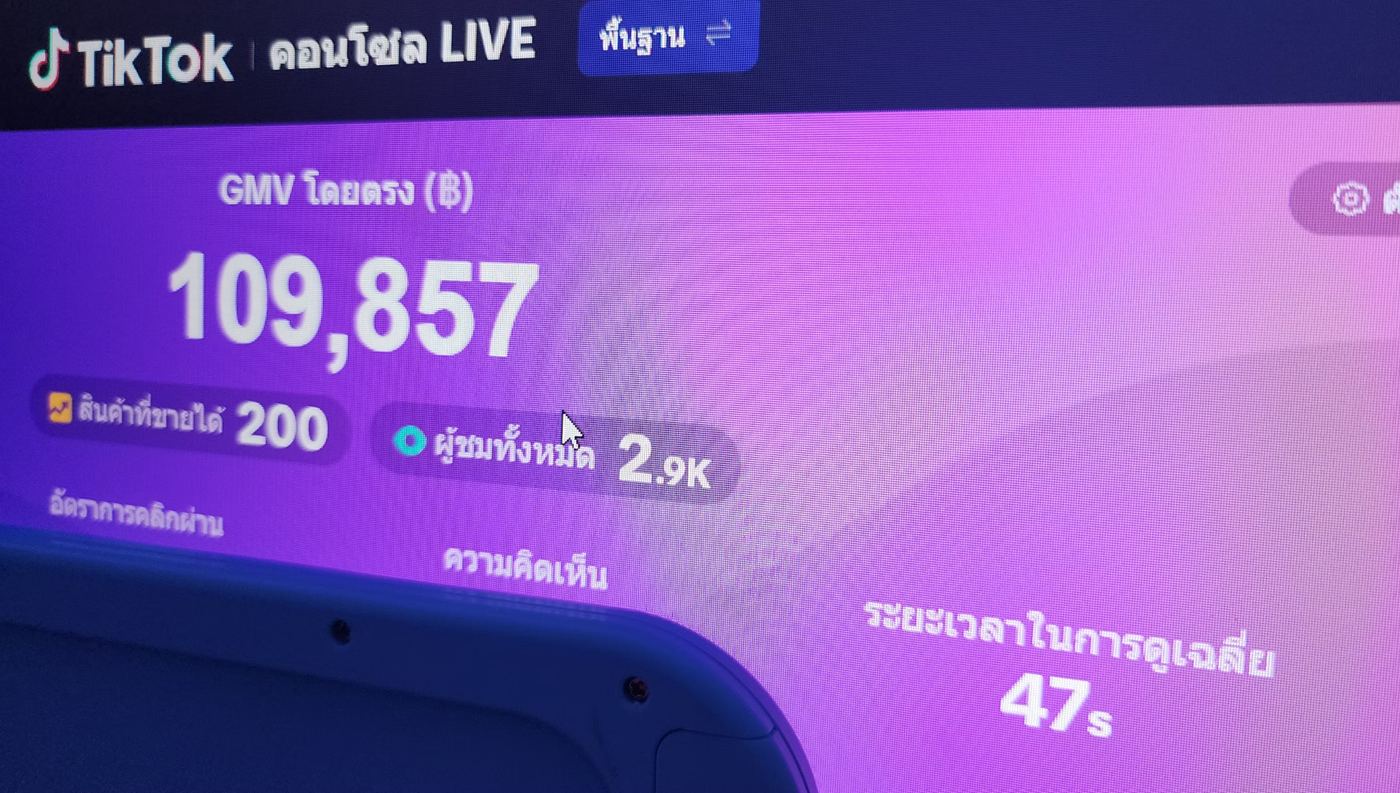 TikTok | คอนโซล LIVE พื้นฐาน
GMV โดยตรง (฿)
109,857
สินค้าที่ขายได้ 200 ผู้ชมทั้งหมด 2.9K
อัตราการคลิกผ่าน
ความคิดเห็น
ระยะเวลาในการดูเฉลี่ย
47s